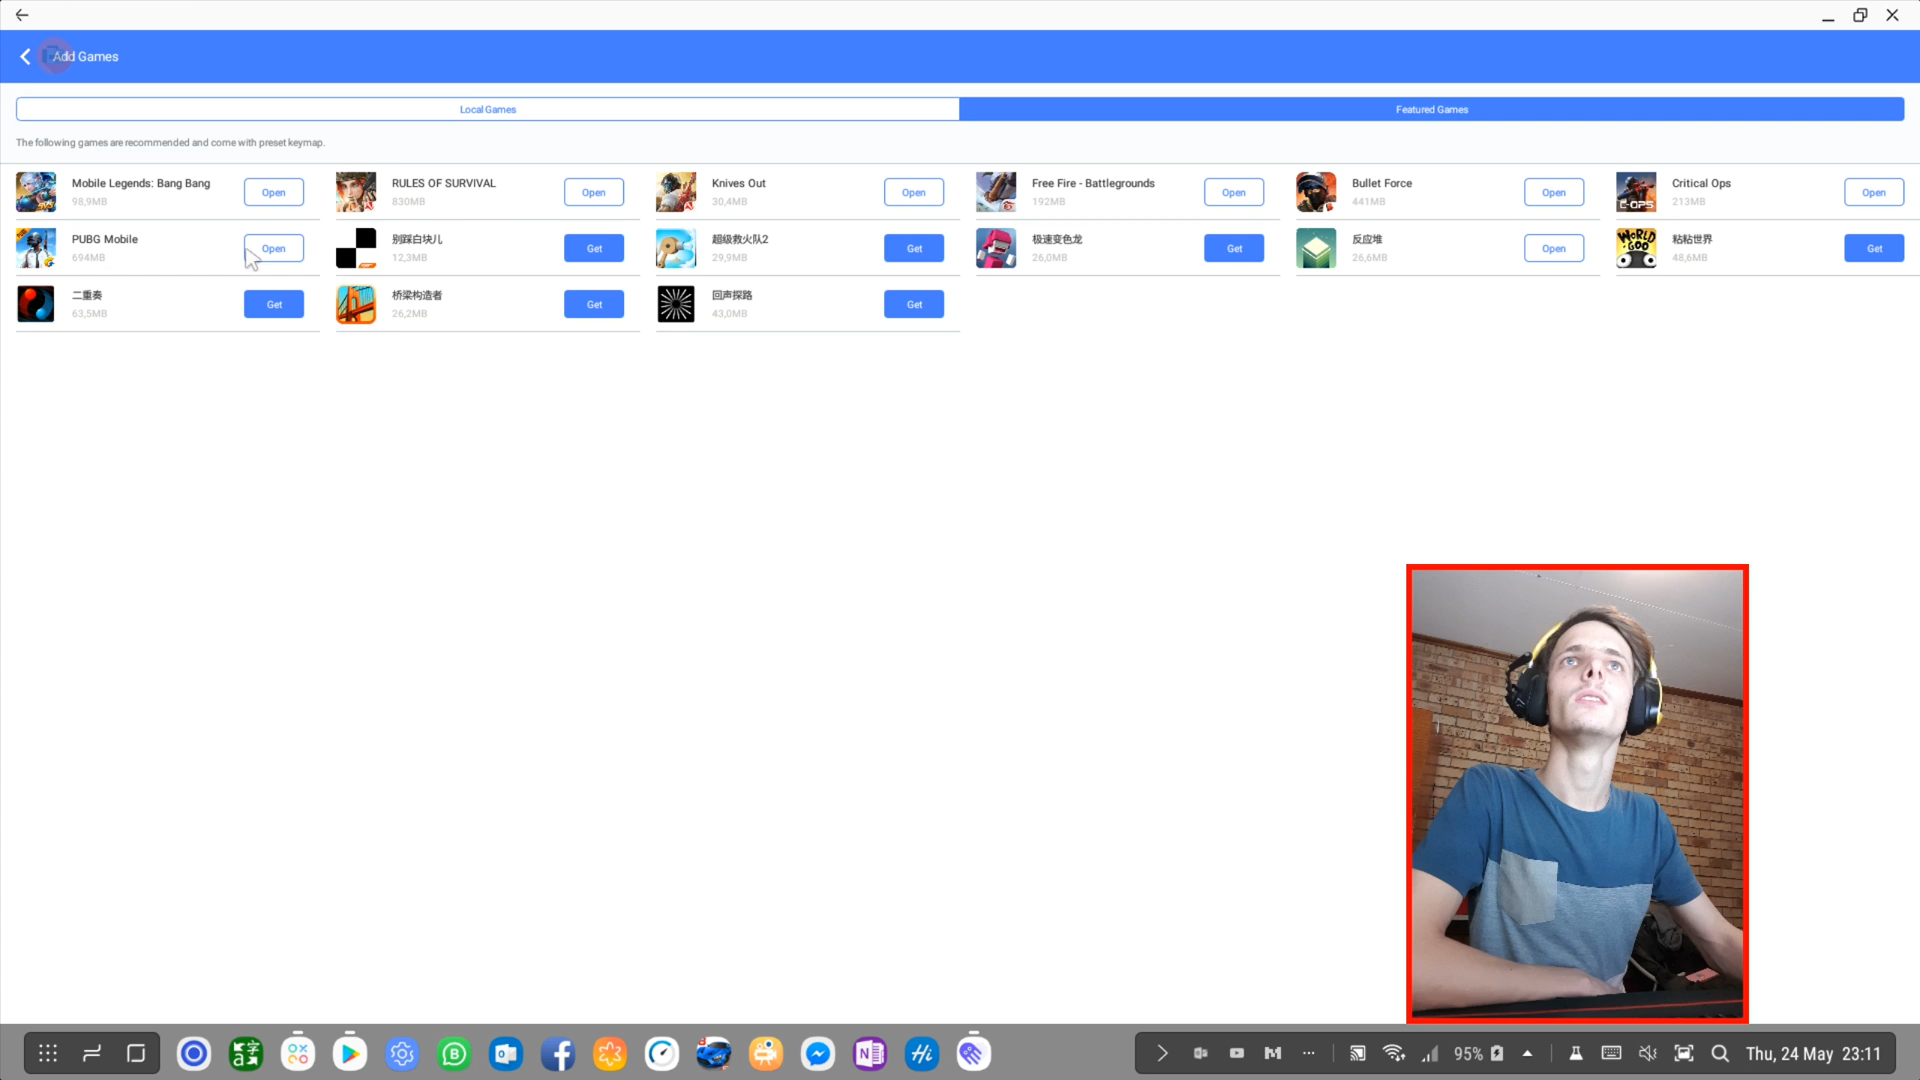 Add Games
Local Games
Featured Games
The following games are recommended and come with preset keymap.
Mobile Legends: Bang Bang
98,9MB
Open
RULES OF SURVIVAL
830MB
Open
Knives Out
30,4MB
Open
Free Fire - Battlegrounds
192MB
Open
Bullet Force
441MB
Open
C-OPS
Critical Ops
213MB
Open
PUBG Mobile
694MB
Open
别踩白块儿
12,3MB
Get
超级救火队2
29,9MB
Get
极速变色龙
26,0MB
Get
反应堆
26,6MB
Open
WORLD
GOO
粘粘世界
48,6MB
Get
二重奏
63,5MB
Get
桥梁构造者
26,2MB
Get
回声探路
43,0MB
Get
95%
Thu, 24 May 23:11